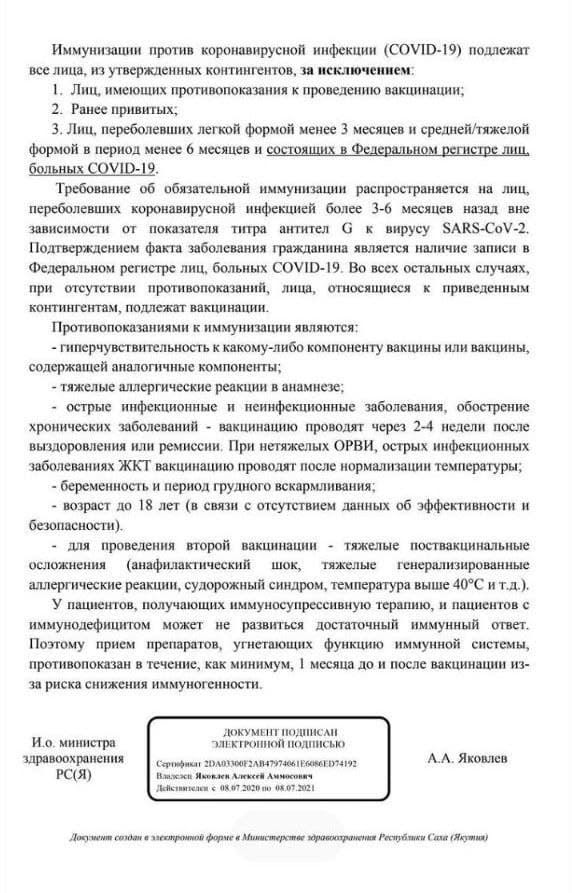 Иммунизации против коронавирусной инфекции (COVID-19) подлежат
все лица, из утвержденных контингентов, за исключением:
1. Лиц, имеющих противопоказания к проведению вакцинации;
2. Ранее привитых;
3. Лиц, переболевших легкой формой менее 3 месяцев и средней/тяжелой
формой в период менее 6 месяцев и состоящих в Федеральном регистре лиц,
больных COVID-19.
Требование об обязательной иммунизации распространяется на лиц,
переболевших коронавирусной инфекцией более 3-6 месяцев назад вне
зависимости от показателя титра антител G к вирусу SARS-CoV-2.
Подтверждением факта заболевания гражданина является наличие записи в
Федеральном регистре лиц, больных COVID-19. Во всех остальных случаях,
при отсутствии противопоказаний, лица, относящиеся к приведенным
контингентам, подлежат вакцинации.
Противопоказаниями к иммунизации являются:
- гиперчувствительность к какому-либо компоненту вакцины или вакцины,
содержащей аналогичные компоненты;
- тяжелые аллергические реакции в анамнезе;
- острые инфекционные и неинфекционные заболевания, обострение
хронических заболеваний - вакцинацию проводят через 2-4 недели после
выздоровления или ремиссии. При нетяжелых ОРВИ, острых инфекционных
заболеваниях ЖКТ вакцинацию проводят после нормализации температуры;
- беременность и период грудного вскармливания;
- возраст до 18 лет (в связи с отсутствием данных об эффективности и
безопасности).
- для проведения второй вакцинации - тяжелые поствакцинальные
осложнения (анафилактический шок, тяжелые генерализированные
аллергические реакции, судорожный синдром, температура выше 40°С и т.д.).
У пациентов, получающих иммуносупрессивную терапию, и пациентов с
иммунодефицитом может не развиться достаточный иммунный ответ.
Поэтому прием препаратов, угнетающих функцию иммунной системы,
противопоказан в течение, как минимум, 1 месяца до и после вакцинации из-
за риска снижения иммуногенности.
И.о. министра
здравоохранения
РС(Я)
ДОКУМЕНТ ПОДПИСАН
ЭЛЕКТРОННОЙ ПОДПИСЬЮ
Сертификат 2DA03300F2AB47974061E6086ED74192
Владелец Яковлев Алексей Аммосович
Действителен с 08.07.2020 по 08.07.2021
А.А. Яковлев
Документ создан в электронной форме в Министерстве здравоохранения Республики Саха (Якутия)